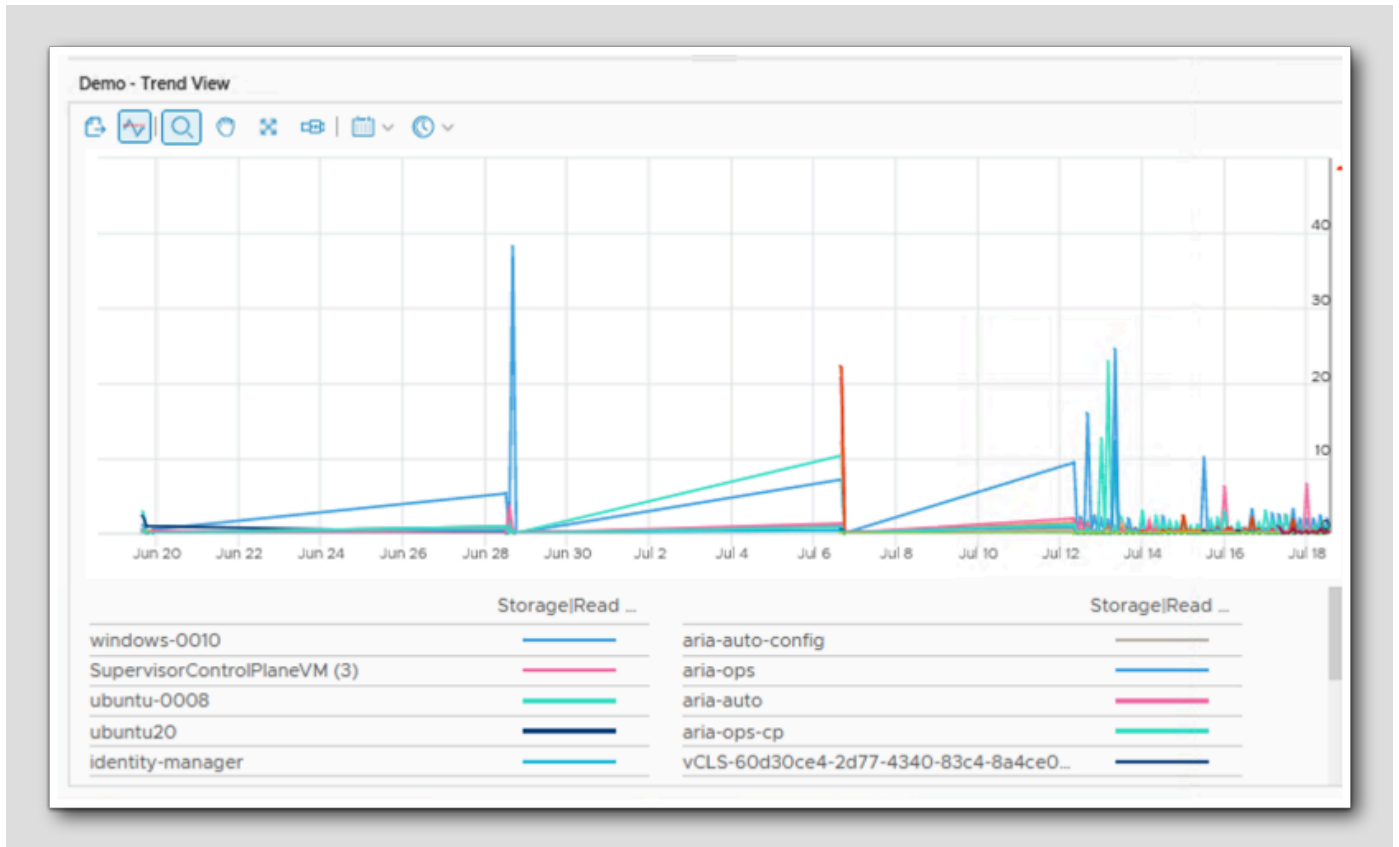 Demo - Trend View
40
30
20
10
Jun 20 Jun 22 Jun 24 Jun 26 Jun 28 Jun 30 Jul 2 Jul 4 Jul 6 Jul 8 Jul 10 Jul 12 Jul 14 Jul 16 Jul 18
Storage|Read ... Storage|Read ...
windows-0010 aria-auto-config
SupervisorControlPlaneVM (3) aria-ops
ubuntu-0008 aria-auto
ubuntu20 aria-ops-cp
identity-manager vCLS-60d30ce4-2d77-4340-83c4-8a4ce0...